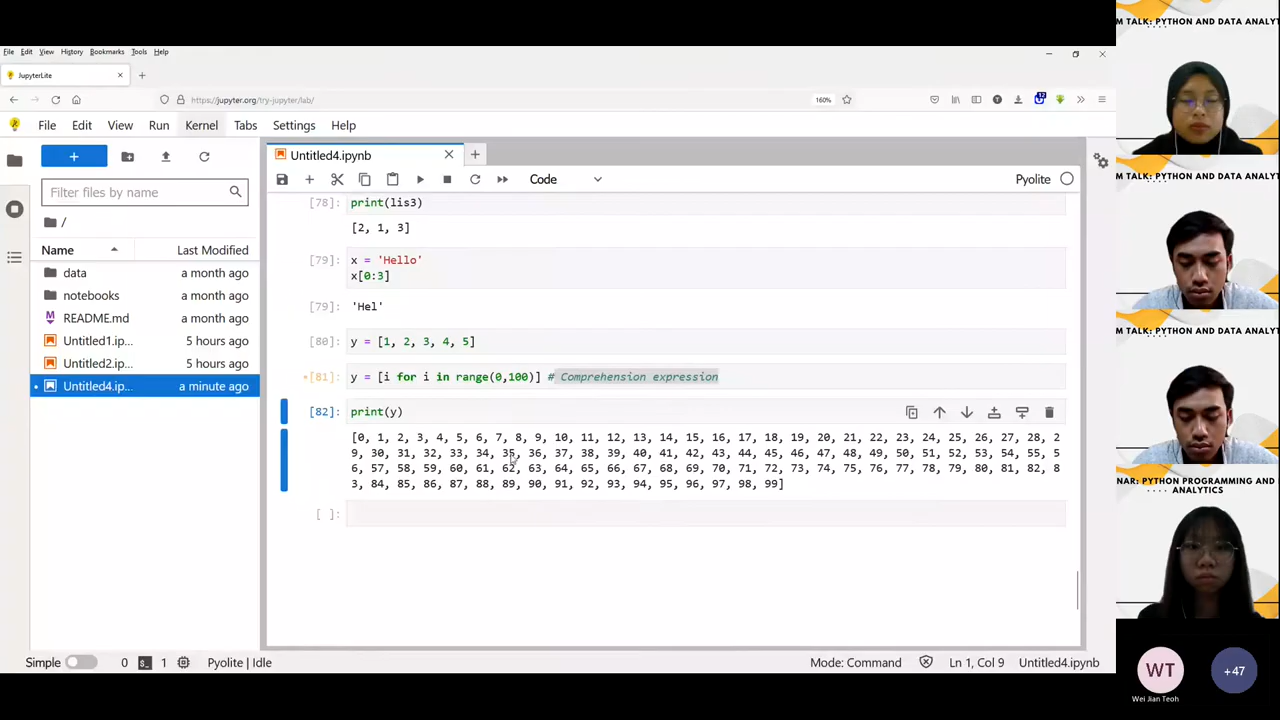 File Edit View History Bookmarks Tools Help
JupyterLite
https://jupyter.org/try-jupyter/lab/
160%
12
File Edit View Run Kernel Tabs Settings Help
Filter files by name
/
Name Last Modified
data a month ago
notebooks a month ago
README.md a month ago
Untitled1.ip... 5 hours ago
Untitled2.ip... 5 hours ago
Untitled4.ip... a minute ago
Untitled4.ipynb
Code
Pyolite
[78]: print(lis3)
[2, 1, 3]
[79]: x = 'Hello'
x[0:3]
[79]: 'Hel'
[80]: y = [1, 2, 3, 4, 5]
[81]: y = [i for i in range(0,100)] # Comprehension expression
[82]: print(y)
[0, 1, 2, 3, 4, 5, 6, 7, 8, 9, 10, 11, 12, 13, 14, 15, 16, 17, 18, 19, 20, 21, 22, 23, 24, 25, 26, 27, 28, 2
9, 30, 31, 32, 33, 34, 35, 36, 37, 38, 39, 40, 41, 42, 43, 44, 45, 46, 47, 48, 49, 50, 51, 52, 53, 54, 55, 5
6, 57, 58, 59, 60, 61, 62, 63, 64, 65, 66, 67, 68, 69, 70, 71, 72, 73, 74, 75, 76, 77, 78, 79, 80, 81, 82, 8
3, 84, 85, 86, 87, 88, 89, 90, 91, 92, 93, 94, 95, 96, 97, 98, 99]
[ ]:
Simple 0 1 Pyolite | Idle
Mode: Command Ln 1, Col 9 Untitled4.ipynb
M TALK: PYTHON AND DATA ANALYT
M TALK: PYTHON AND DATA ANALYT
M TALK: PYTHON AND DATA ANALYT
NAR: PYTHON PROGRAMMING AND
ANALYTICS
WT
Wei Jian Teoh
+47